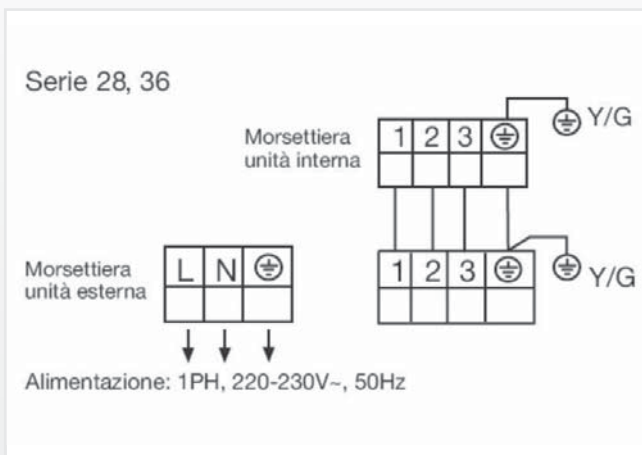 Serie 28, 36
Morsettiera
unità interna
1 2 3
Y/G
Morsettiera
unità esterna
L N
1 2 3
Y/G
Alimentazione: 1PH, 220-230V~, 50Hz